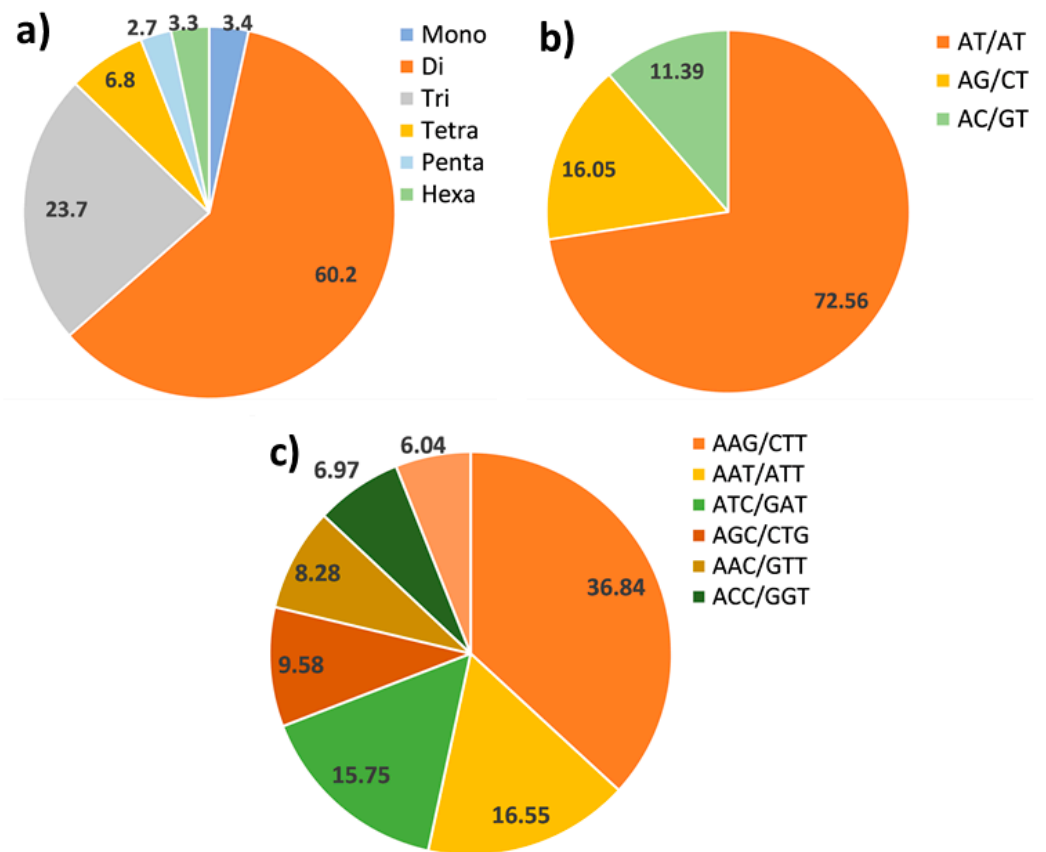 a)
2.7
3.3
3.4
6.8
23.7
60.2
Mono
Di
Tri
Tetra
Penta
Hexa
b)
11.39
16.05
72.56
AT/AT
AG/CT
AC/GT
c)
6.04
6.97
8.28
9.58
15.75
16.55
36.84
AAG/CTT
AAT/ATT
ATC/GAT
AGC/CTG
AAC/GTT
ACC/GGT